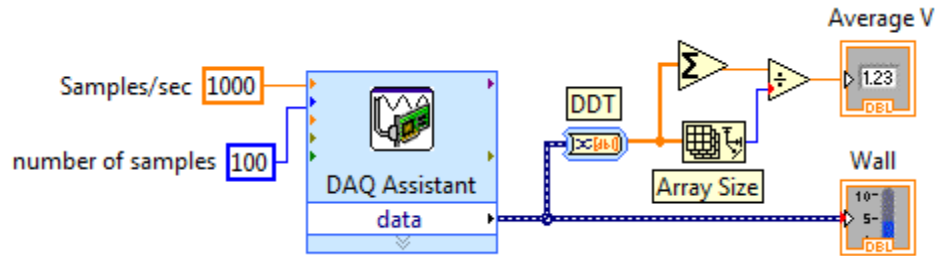 Average V
Samples/sec 1000
1.23
DBL
DDT
number of samples 100
DAQ Assistant
data
Array Size
Wall
10-
5-
DBL